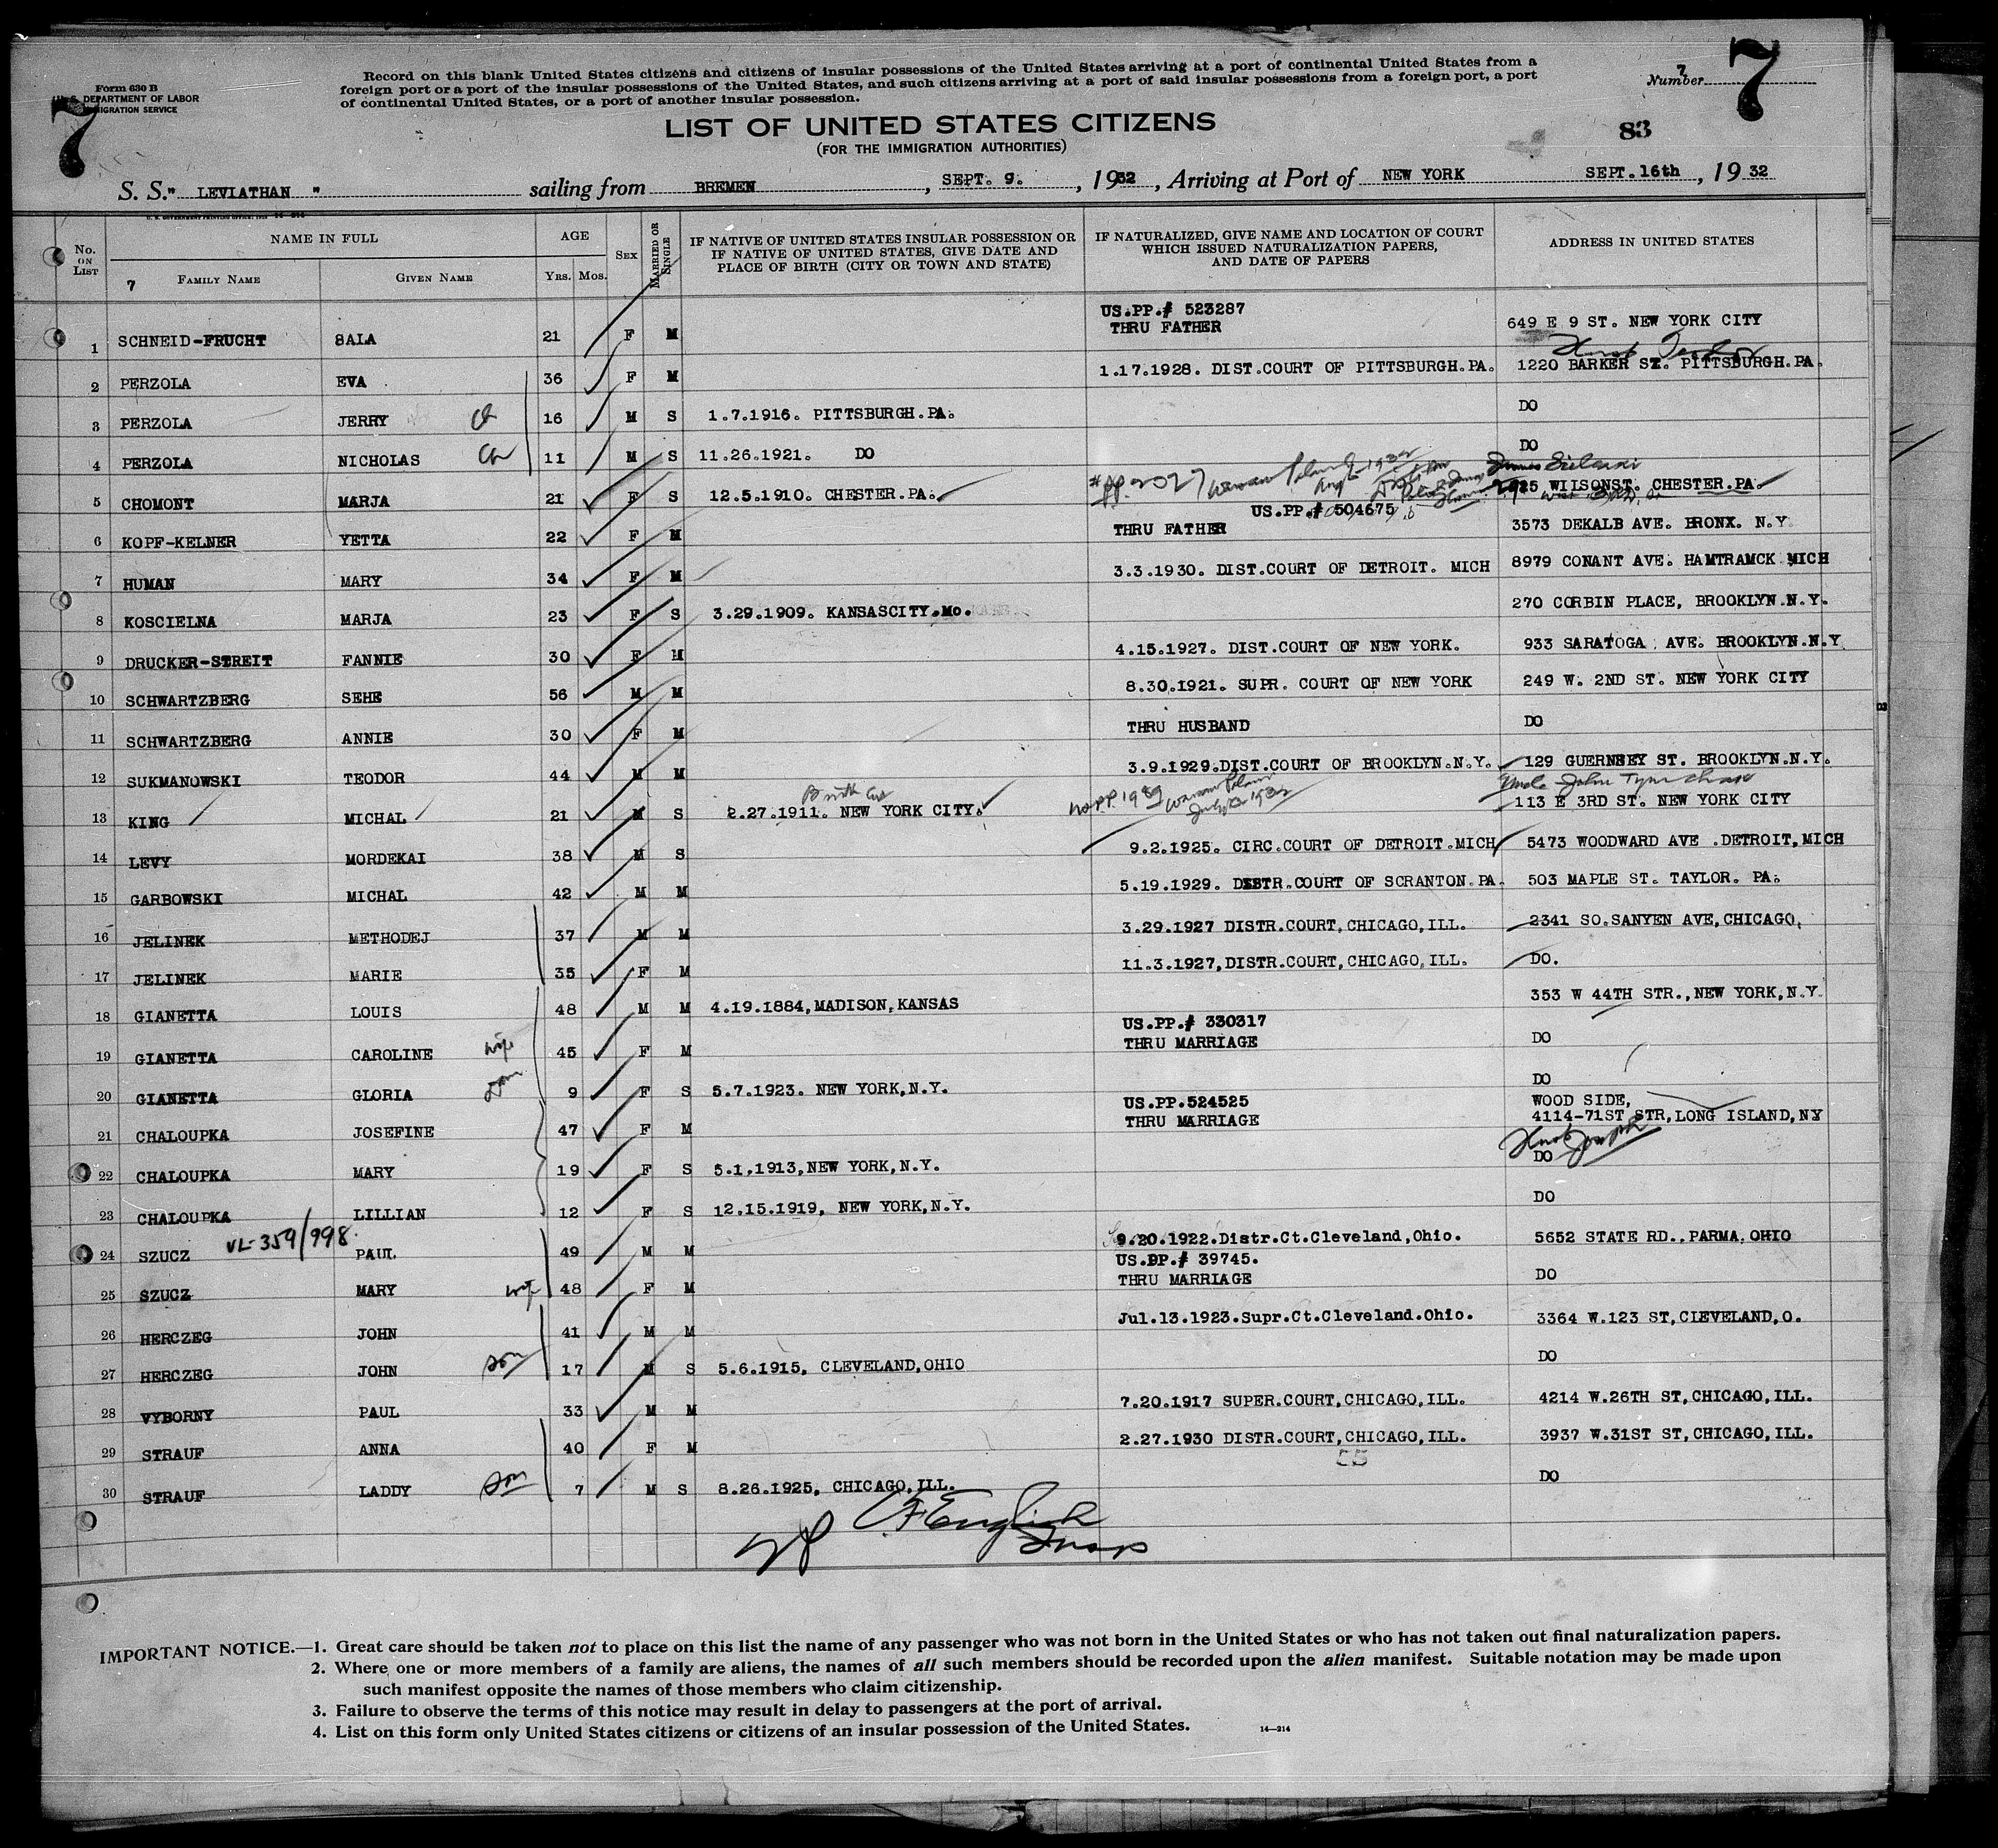 Form 630 B
U. S. DEPARTMENT OF LABOR
IMMIGRATION SERVICE
7
Record on this blank United States citizens and citizens of insular possessions of the United States arriving at a port of continental United States from a
foreign port or a port of the insular possessions of the United States, and such citizens arriving at a port of said insular possessions from a foreign port, a port
of continental United States, or a port of another insular possession.
Number 7
7
LIST OF UNITED STATES CITIZENS
(FOR THE IMMIGRATION AUTHORITIES)
83
S. S." LEVIATHAN " sailing from BREMEN, SEPT. 9., 1932, Arriving at Port of NEW YORK SEPT. 16th, 19 32
No. ON LIST
NAME IN FULL
7 FAMILY NAME
GIVEN NAME
AGE
YRS. MOS.
SEX
MARRIED OR SINGLE
IF NATIVE OF UNITED STATES INSULAR POSSESSION OR
IF NATIVE OF UNITED STATES, GIVE DATE AND
PLACE OF BIRTH (CITY OR TOWN AND STATE)
IF NATURALIZED, GIVE NAME AND LOCATION OF COURT
WHICH ISSUED NATURALIZATION PAPERS,
AND DATE OF PAPERS
ADDRESS IN UNITED STATES
1 SCHNEID-FRUCHT SALA 21 F M US.PP.# 523287 THRU FATHER 649 E 9 ST. NEW YORK CITY
2 PERZOLA EVA 36 F M 1.17.1928. DIST.COURT OF PITTSBURGH.PA. 1220 BARKER ST. PITTSBURGH.PA.
3 PERZOLA JERRY Ch 16 M S 1.7.1916. PITTSBURGH.PA. DO
4 PERZOLA NICHOLAS Ch 11 M S 11.26.1921. DO DO
5 CHOMONT MARJA 21 F S 12.5.1910. CHESTER.PA. WILSONST. CHESTER.PA.
6 KOPF-KELNER YETTA 22 F M US.PP.# 504675 THRU FATHER 3573 DEKALB AVE. BRONX. N.Y.
7 HUMAN MARY 34 F M 3.3.1930. DIST.COURT OF DETROIT. MICH 8979 CONANT AVE. HAMTRAMCK MICH
8 KOSCIELNA MARJA 23 F S 3.29.1909. KANSASCITY.Mo. 270 CORBIN PLACE, BROOKLYN.N.Y.
9 DRUCKER-STREIT FANNIE 30 F M 4.15.1927. DIST.COURT OF NEW YORK. 933 SARATOGA AVE. BROOKLYN.N.Y
10 SCHWARTZBERG SEHE 56 M M 8.30.1921. SUPR. COURT OF NEW YORK 249 W. 2ND ST. NEW YORK CITY
11 SCHWARTZBERG ANNIE 30 F M THRU HUSBAND DO
12 SUKMANOWSKI TEODOR 44 M M 3.9.1929.DIST.COURT OF BROOKLYN.N.Y. 129 GUERNSEY ST. BROOKLYN.N.Y.
13 KING MICHAL 21 M S 2.27.1911. NEW YORK CITY. 113 E 3RD ST. NEW YORK CITY
14 LEVY MORDEKAI 38 M S 9.2.1925. CIRC.COURT OF DETROIT.MICH 5473 WOODWARD AVE .DETROIT,MICH
15 GARBOWSKI MICHAL 42 M M 5.19.1929. DISTR.COURT OF SCRANTON.PA. 503 MAPLE ST. TAYLOR. PA.
16 JELINEK METHODEJ 37 M M 3.29.1927 DISTR.COURT,CHICAGO,ILL. 2341 SO.SANYEN AVE,CHICAGO,
17 JELINEK MARIE 35 F M 11.3.1927,DISTR.COURT,CHICAGO,ILL. DO.
18 GIANETTA LOUIS 48 M M 4.19.1884,MADISON,KANSAS 353 W 44TH STR.,NEW YORK,N.Y.
19 GIANETTA CAROLINE wife 45 F M US.PP.# 330317 THRU MARRIAGE DO
20 GIANETTA GLORIA 9 F S 5.7.1923. NEW YORK,N.Y. DO
21 CHALOUPKA JOSEFINE 47 F M US.PP.524525 THRU MARRIAGE WOOD SIDE, 4114-71ST STR,LONG ISLAND,NY
Husb Joseph
22 CHALOUPKA MARY 19 F S 5.1.1913,NEW YORK,N.Y. DO
23 CHALOUPKA LILLIAN 12 F S 12.15.1919, NEW YORK,N.Y. DO
VL-359/998
24 SZUCZ PAUL 49 M M 9.20.1922.Distr.Ct.Cleveland,Ohio. 5652 STATE RD.,PARMA,OHIO
25 SZUCZ MARY wife 48 F M US.PP.# 39745. THRU MARRIAGE DO
26 HERCZEG JOHN 41 M M Jul.13.1923.Supr.Ct.Cleveland.Ohio. 3364 W.123 ST,CLEVELAND,O.
27 HERCZEG JOHN son 17 M S 5.6.1915, CLEVELAND,OHIO DO
28 VYBORNY PAUL 33 M M 7.20.1917 SUPER.COURT,CHICAGO,ILL. 4214 W.26TH ST,CHICAGO,ILL.
29 STRAUF ANNA 40 F M 2.27.1930 DISTR.COURT,CHICAGO,ILL. 3937 W.31ST ST,CHICAGO,ILL.
30 STRAUF LADDY son 7 M S 8.26.1925, CHICAGO,ILL. DO
English
Insp
IMPORTANT NOTICE.—1. Great care should be taken not to place on this list the name of any passenger who was not born in the United States or who has not taken out final naturalization papers.
2. Where one or more members of a family are aliens, the names of all such members should be recorded upon the alien manifest. Suitable notation may be made upon
such manifest opposite the names of those members who claim citizenship.
3. Failure to observe the terms of this notice may result in delay to passengers at the port of arrival.
4. List on this form only United States citizens or citizens of an insular possession of the United States.
14—214